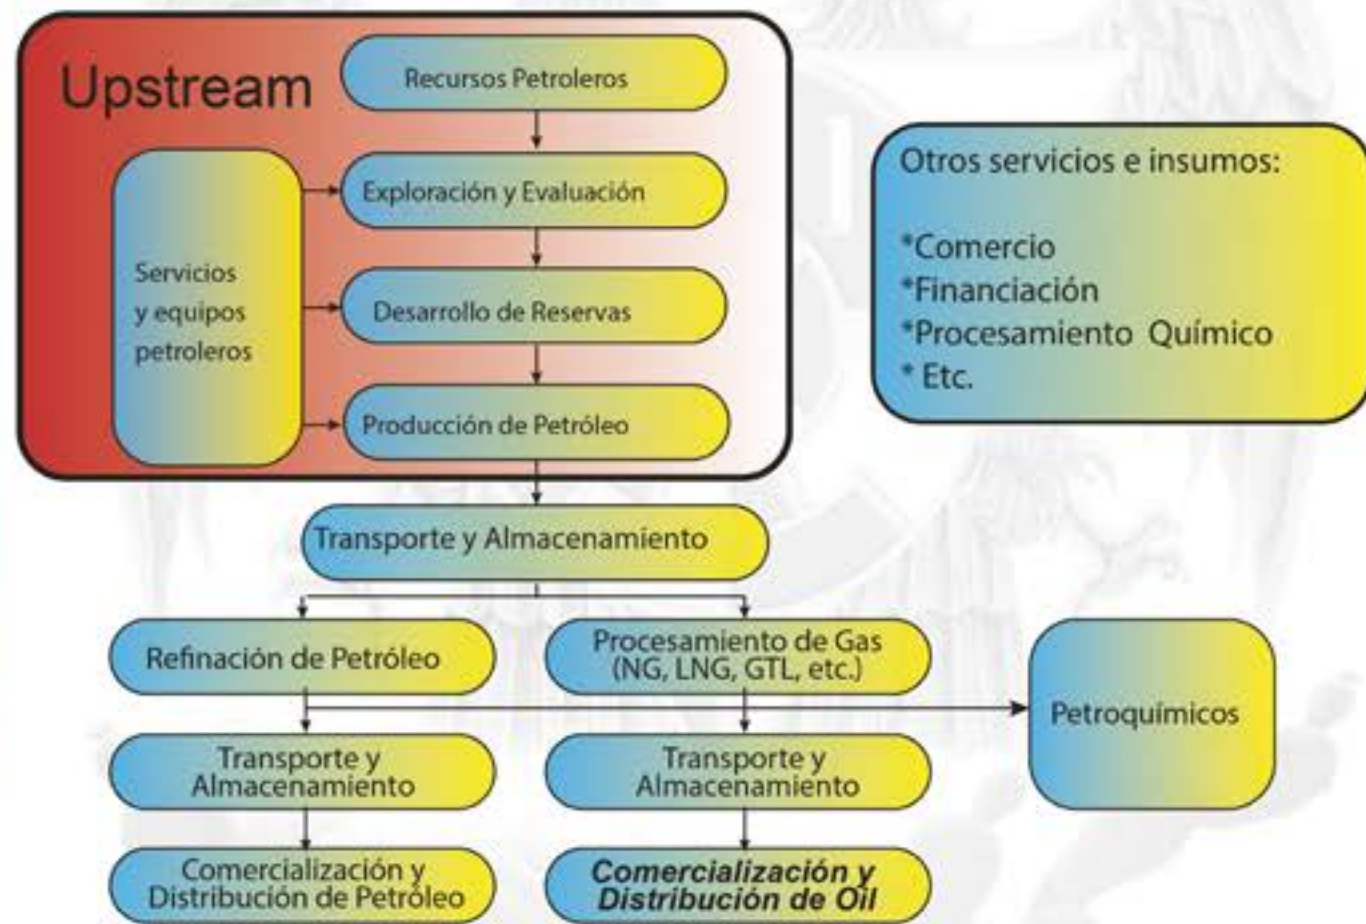 Upstream
Recursos Petroleros
Exploración y Evaluación
Servicios
y equipos
petroleros
Desarrollo de Reservas
Producción de Petróleo
Otros servicios e insumos:
*Comercio
*Financiación
*Procesamiento Químico
* Etc.
Transporte y Almacenamiento
Refinación de Petróleo
Procesamiento de Gas
(NG, LNG, GTL, etc.)
Petroquímicos
Transporte y
Almacenamiento
Transporte y
Almacenamiento
Comercialización y
Distribución de Petróleo
Comercialización y
Distribución de Oil